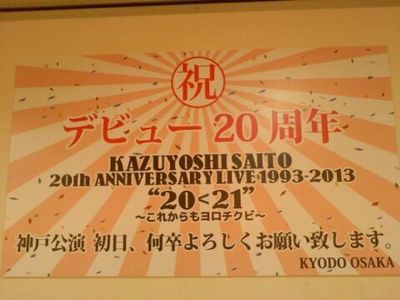 祝
デビュー20周年
KAZUYOSHI SAITO
20th ANNIVERSARY LIVE 1993-2013
“20<21”
〜これからもヨロチクビ〜
神戸公演 初日、何卒よろしくお願い致します。
KYODO OSAKA